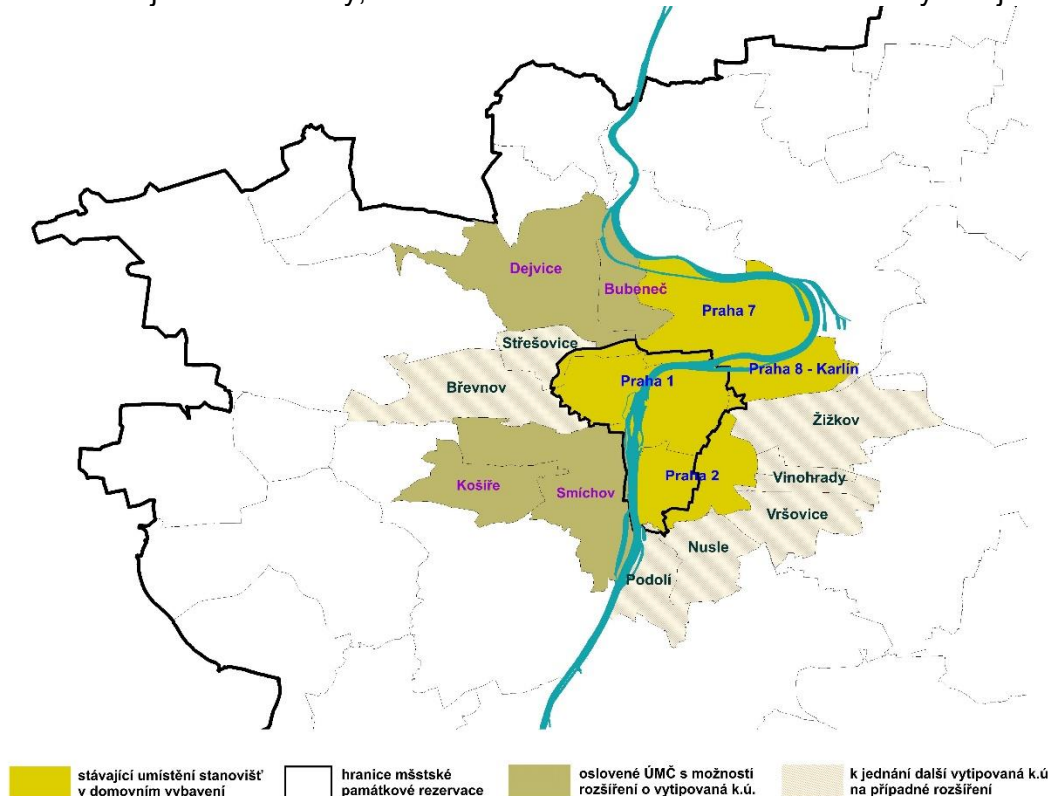 Dejvice
Bubeneč
Praha 7
Střešovice
Břevnov
Praha 1
Praha 8 - Karlín
Žižkov
Košíře
Smíchov
Praha 2
Vinohrady
Vršovice
Nusle
Podolí
stávající umístění stanovišť
v domovním vybavení
hranice mšstské
památkové rezervace
oslovené ÚMČ s možností
rozšíření o vytipovaná k.ú.
k jednání další vytipovaná k.ú
na případné rozšíření